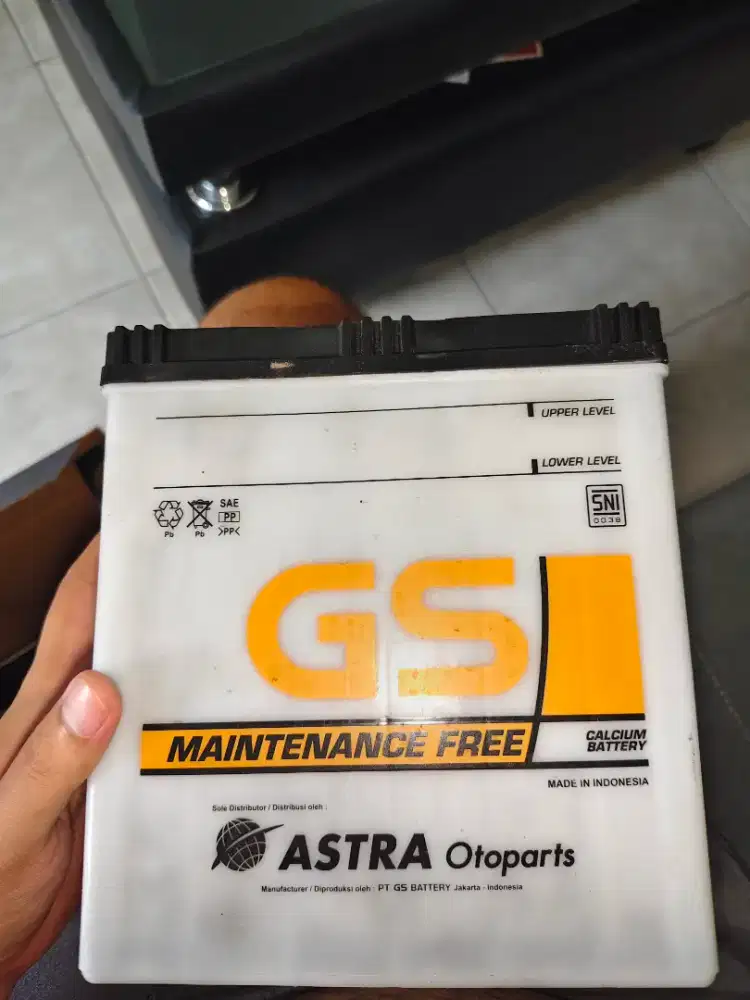 UPPER LEVEL
LOWER LEVEL
Pb
Pb
SAE
PP
>PP<
SNI
0038
GS
MAINTENANCE FREE
CALCIUM
BATTERY
MADE IN INDONESIA
Sole Distributor / Distribusi oleh :
ASTRA Otoparts
Manufacturer / Diproduksi oleh : PT GS BATTERY Jakarta - Indonesia